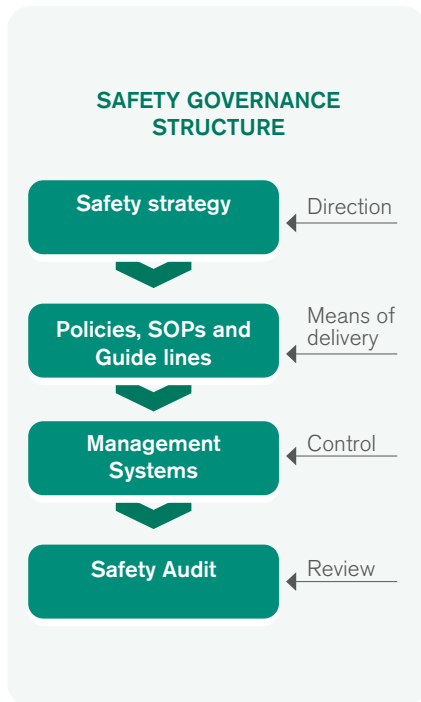 SAFETY GOVERNANCE
STRUCTURE
Safety strategy
Direction
Policies, SOPs and
Guide lines
Means of
delivery
Management
Systems
Control
Safety Audit
Review